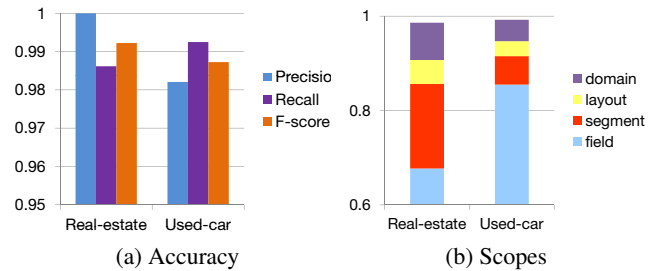 1
0.99
0.98
0.97
0.96
0.95
Real-estate Used-car
Precisio
Recall
F-score
(a) Accuracy
1
0.8
0.6
Real-estate Used-car
domain
layout
segment
field
(b) Scopes